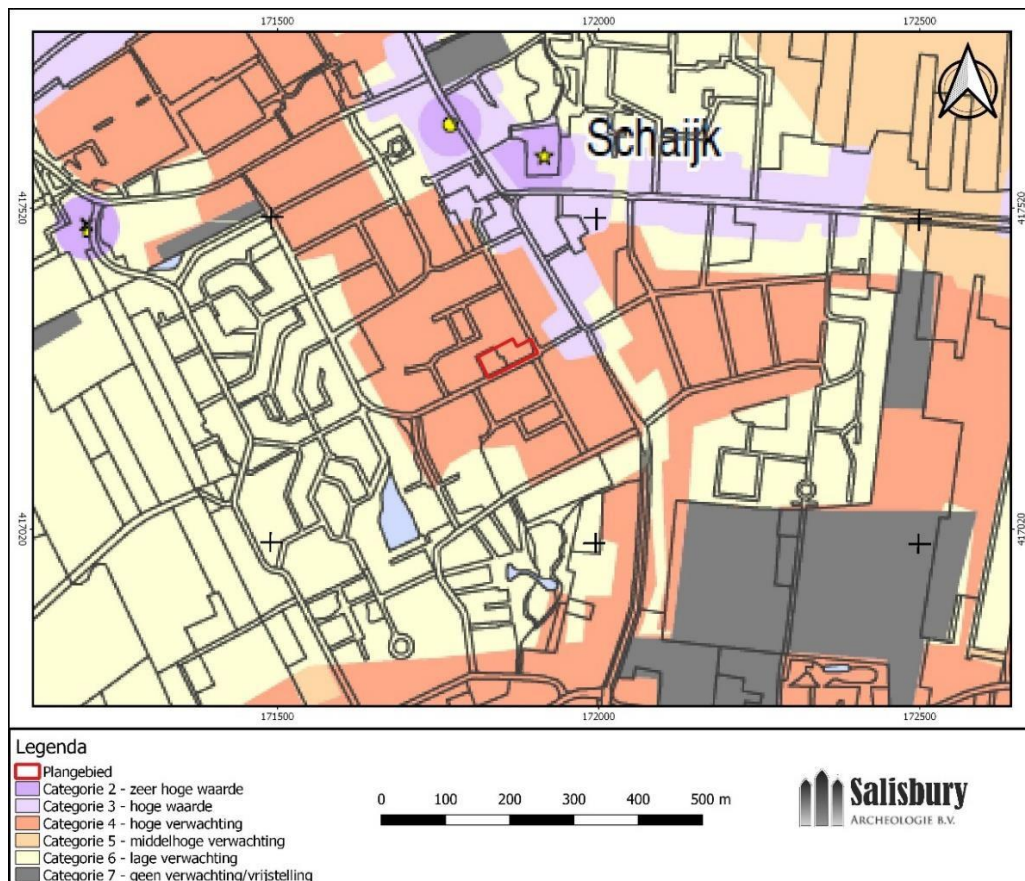 171500 172000 172500
Schaijk
417520 417520
417020 417020
171500 172000 172500
Legenda
Plangebied
Categorie 2 - zeer hoge waarde
Categorie 3 - hoge waarde
Categorie 4 - hoge verwachting
Categorie 5 - middelhoge verwachting
Categorie 6 - lage verwachting
Categorie 7 - geen verwachting/vrijstelling
0 100 200 300 400 500 m
Salisbury
ARCHEOLOGIE B.V.